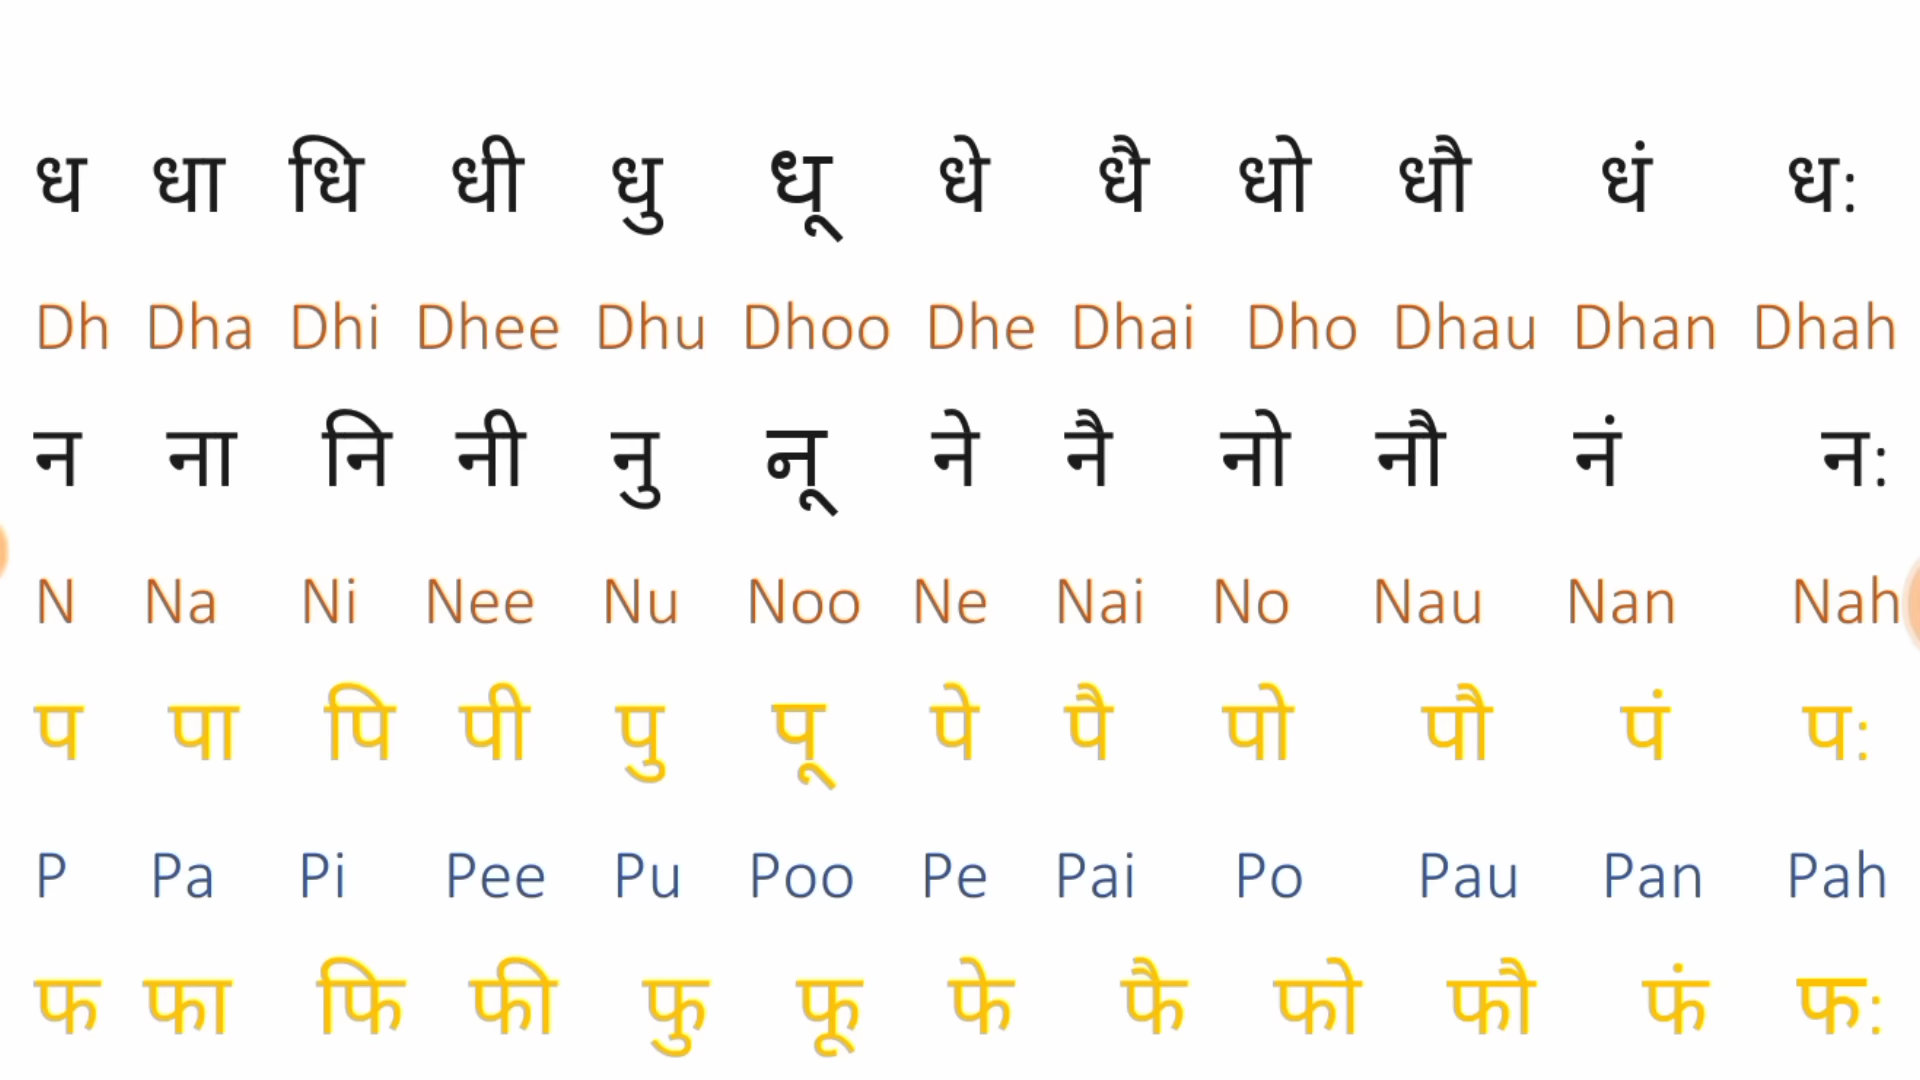 ध धा धि धी धु धू धे धै धो धौ धं धः
Dh Dha Dhi Dhee Dhu Dhoo Dhe Dhai Dho Dhau Dhan Dhah
न ना नि नी नु नू ने नै नो नौ नं नः
N Na Ni Nee Nu Noo Ne Nai No Nau Nan Nah
प पा पि पी पु पू पे पै पो पौ पं पः
P Pa Pi Pee Pu Poo Pe Pai Po Pau Pan Pah
फ फा फि फी फु फू फे फै फो फौ फं फः